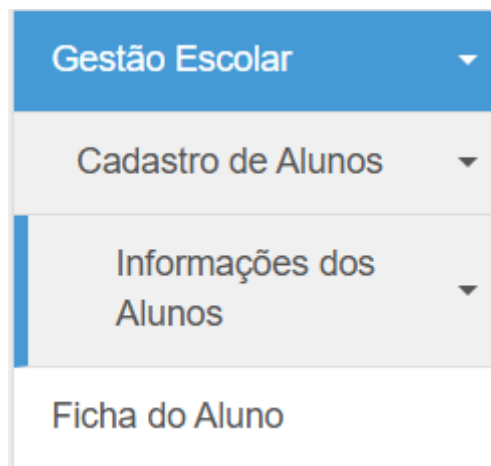 Gestão Escolar
Cadastro de Alunos
Informações dos
Alunos
Ficha do Aluno